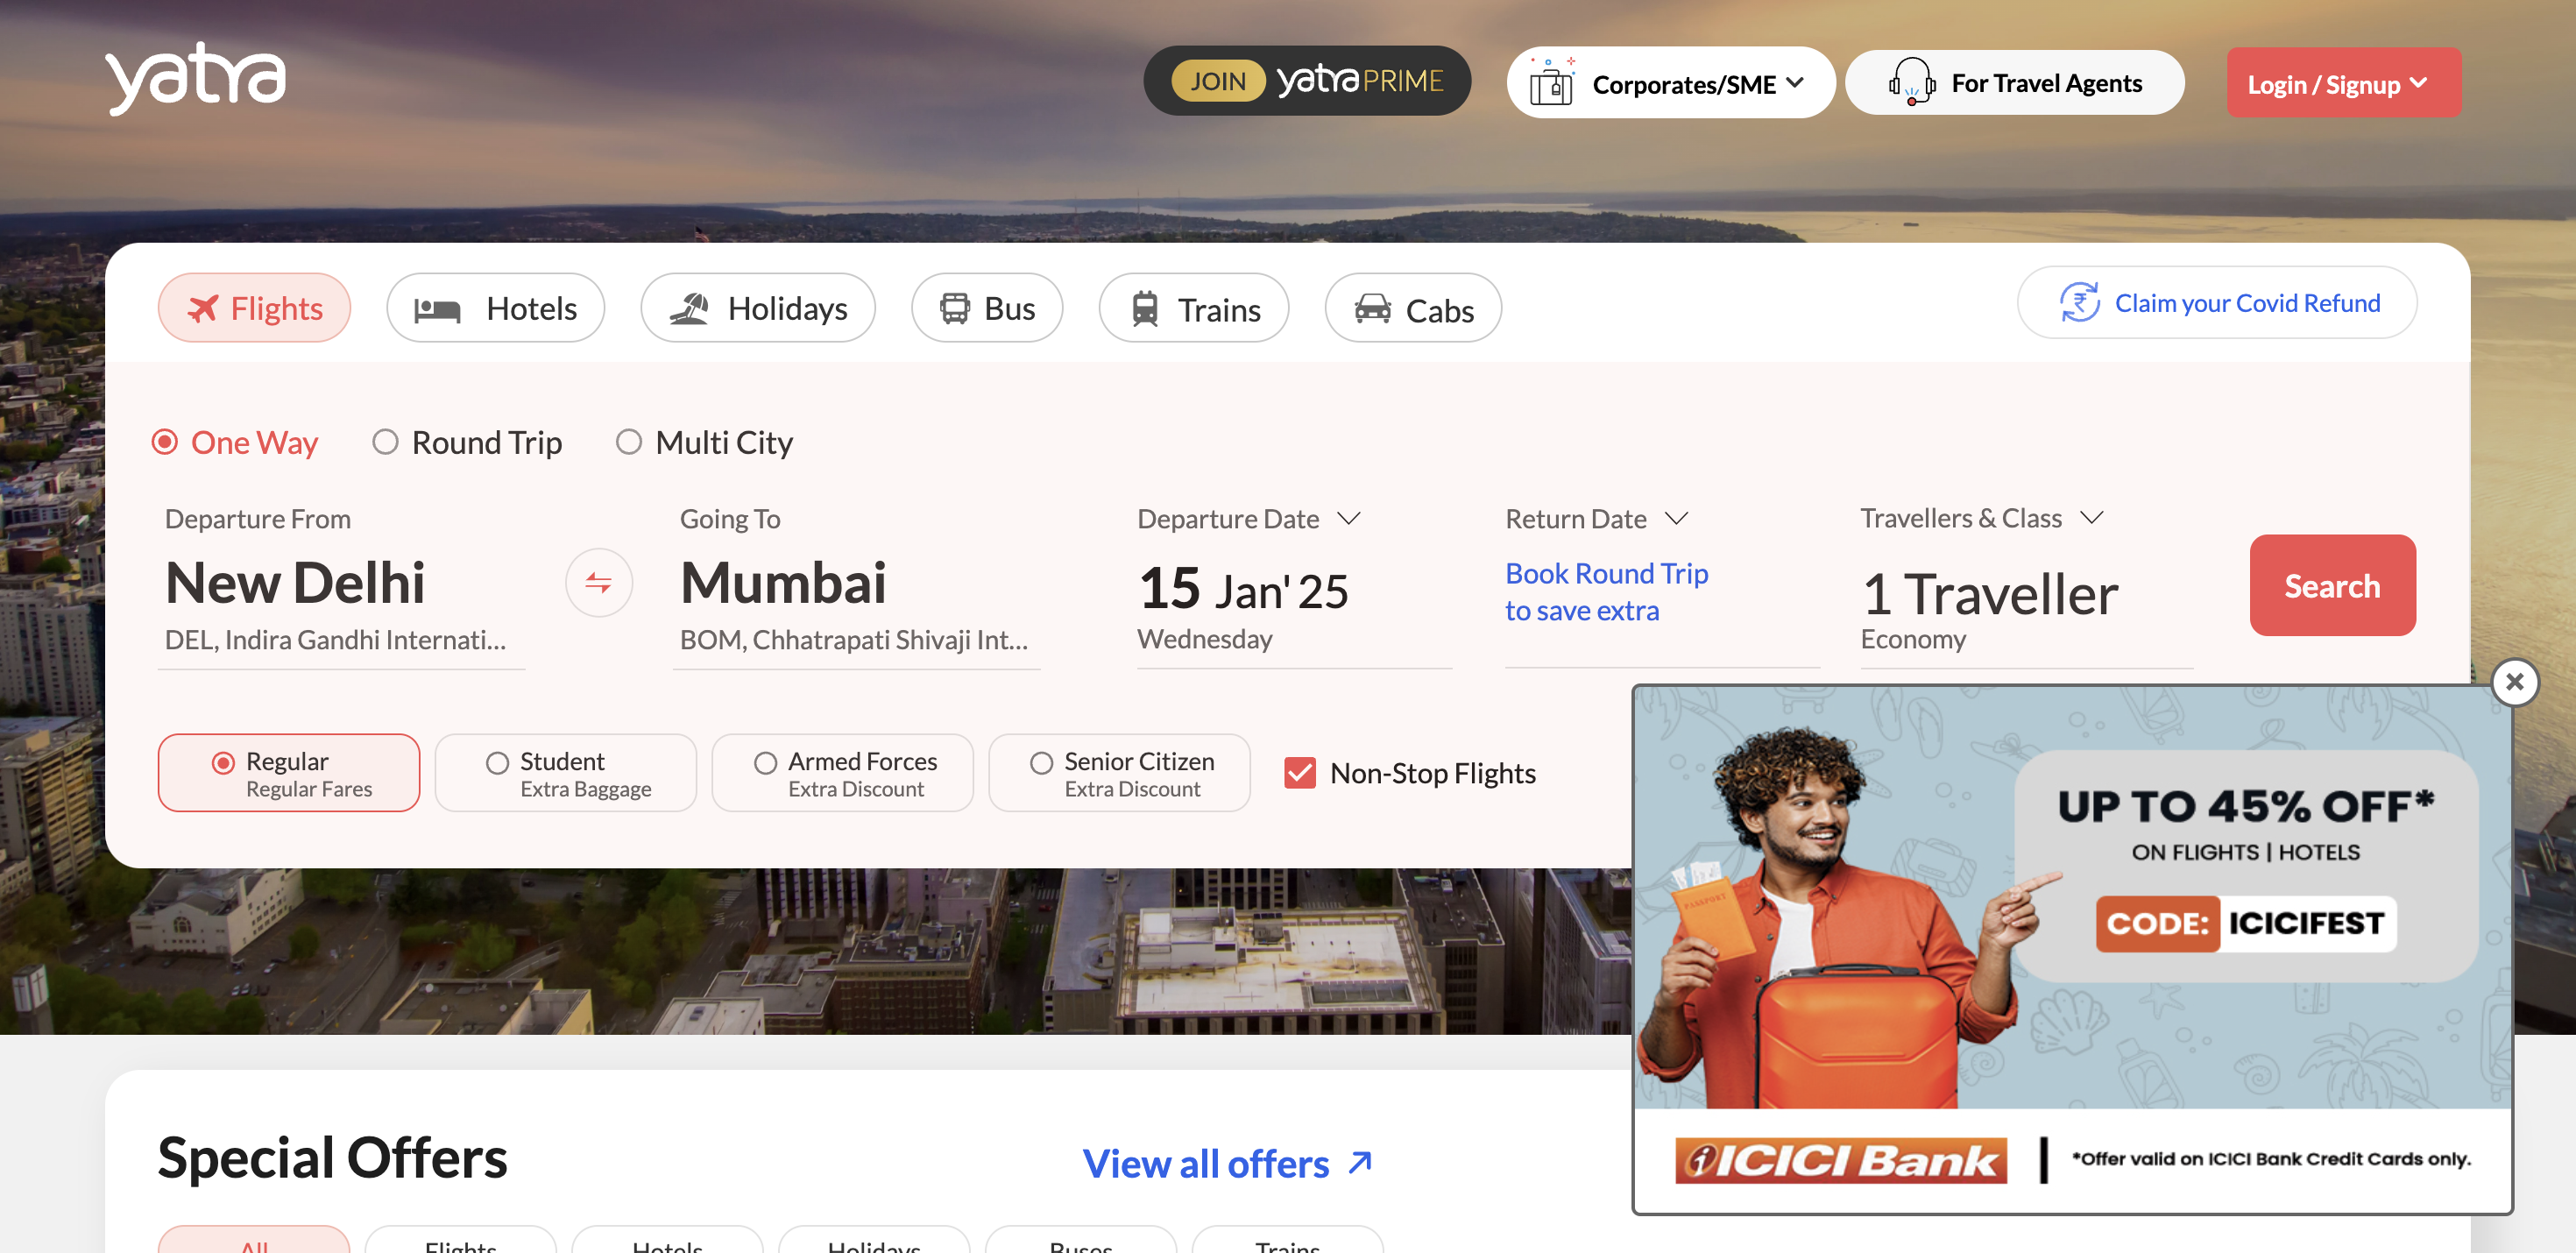 yatra
JOIN yatra PRIME
Corporates/SME
For Travel Agents
Login / Signup
Flights
Hotels
Holidays
Bus
Trains
Cabs
Claim your Covid Refund
One Way
Round Trip
Multi City
Departure From
New Delhi
DEL, Indira Gandhi Internati...
Going To
Mumbai
BOM, Chhatrapati Shivaji Int...
Departure Date
15 Jan' 25
Wednesday
Return Date
Book Round Trip
to save extra
Travellers & Class
1 Traveller
Economy
Search
Regular
Regular Fares
Student
Extra Baggage
Armed Forces
Extra Discount
Senior Citizen
Extra Discount
Non-Stop Flights
PASSPORT
UP TO 45% OFF*
ON FLIGHTS | HOTELS
CODE: ICICIFEST
ICICI Bank
*Offer valid on ICICI Bank Credit Cards only.
Special Offers
View all offers
All
Flights
Hotels
Holidays
Buses
Trains